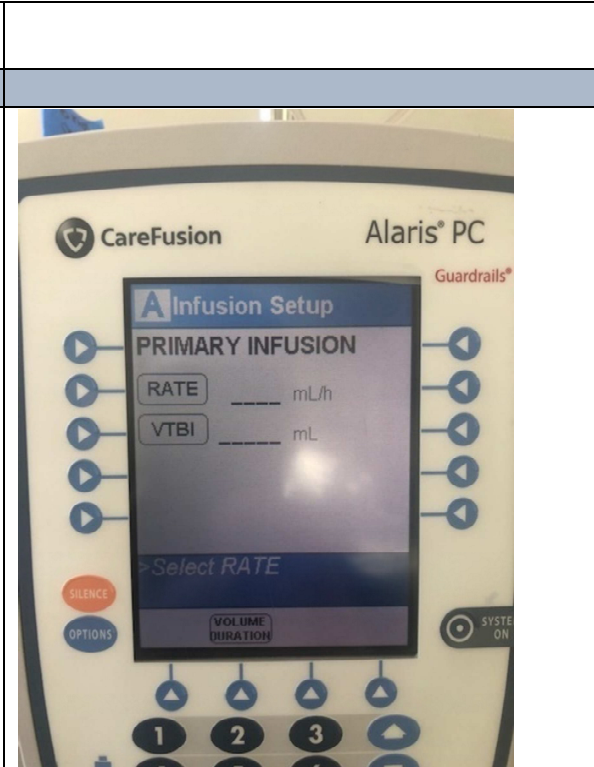 CareFusion
Alaris® PC
Guardrails®
A Infusion Setup
PRIMARY INFUSION
RATE ____ mL/h
VTBI _____ mL
>Select RATE
SILENCE
OPTIONS
VOLUME
DURATION
SYSTE
ON
1 2 3